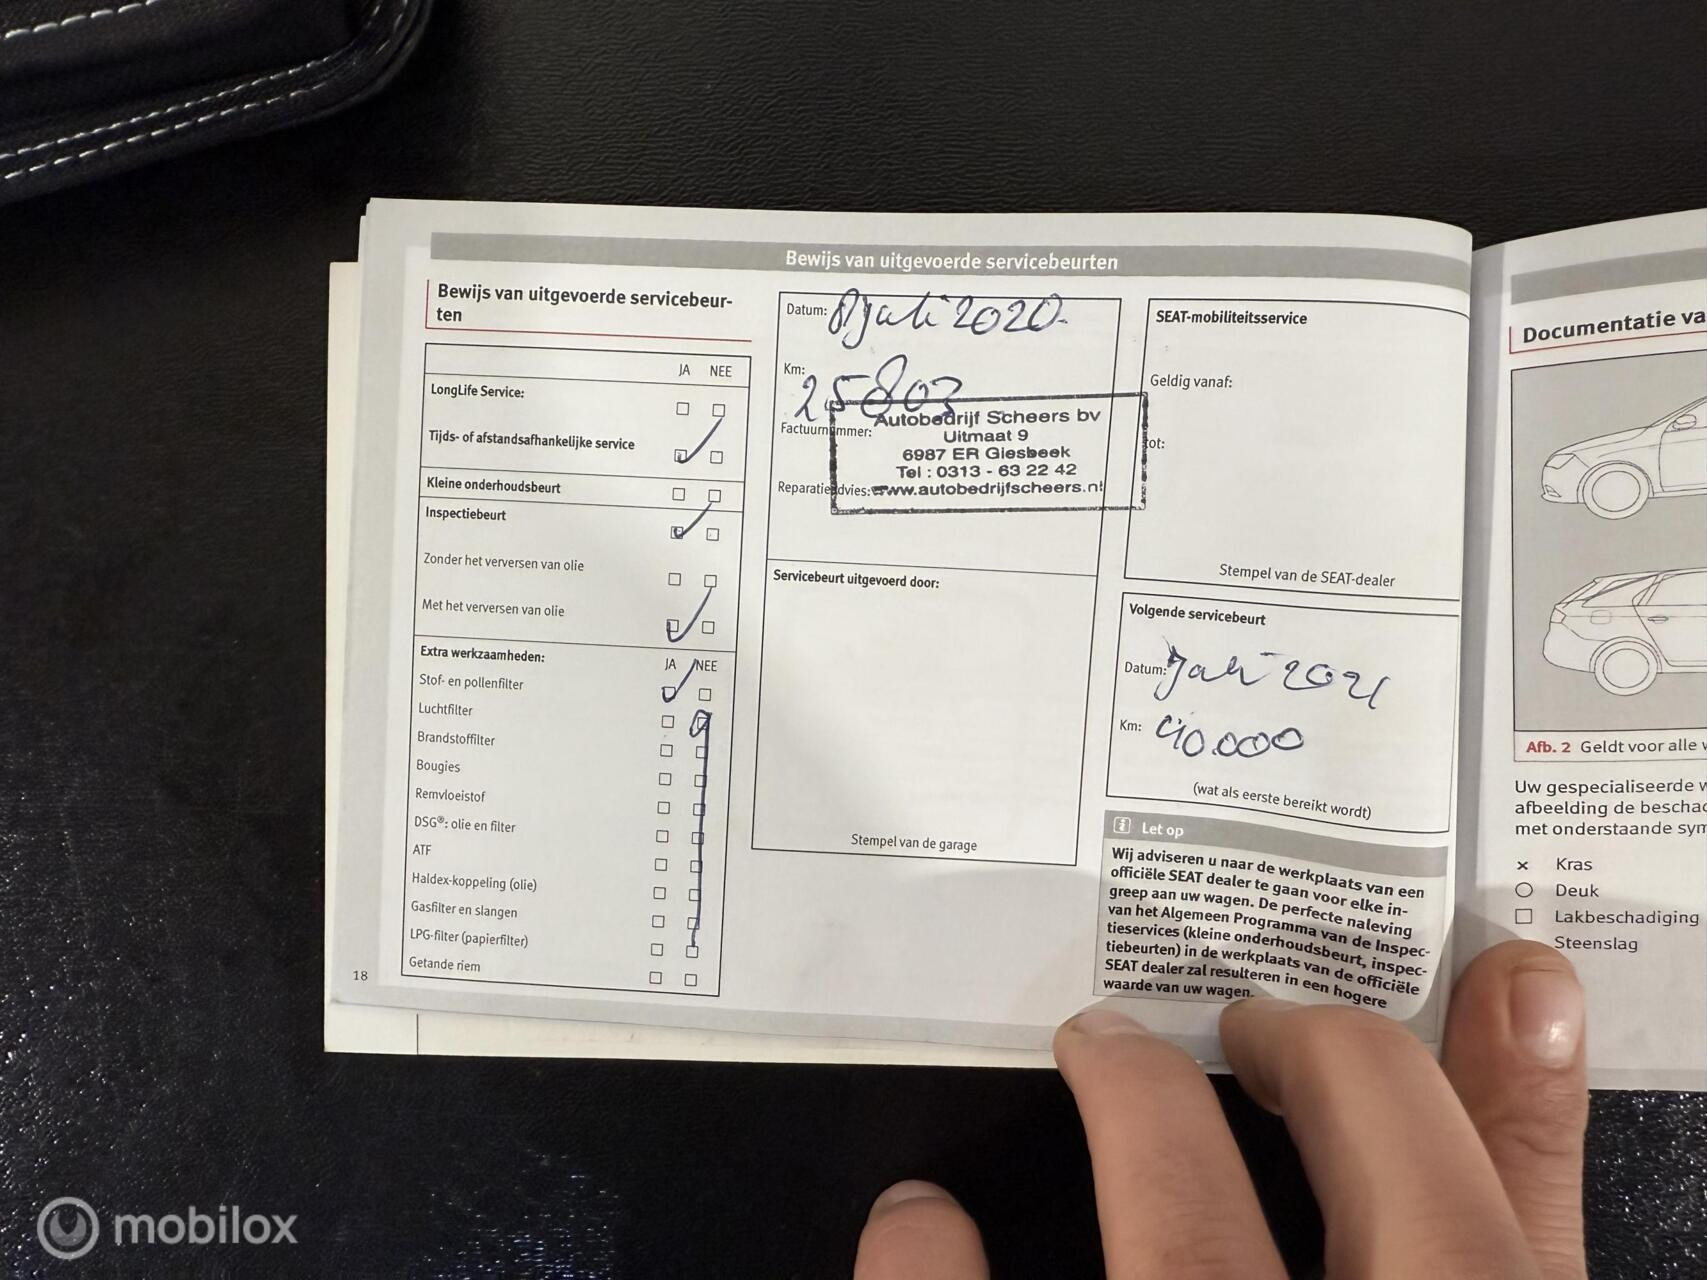 Bewijs van uitgevoerde servicebeurten
Bewijs van uitgevoerde servicebeur-
ten
JA NEE
LongLife Service:
Tijds- of afstandsafhankelijke service
Kleine onderhoudsbeurt
Inspectiebeurt
Zonder het verversen van olie
Met het verversen van olie
Extra werkzaamheden: JA NEE
Stof- en pollenfilter
Luchtfilter
Brandstoffilter
Bougies
Remvloeistof
DSG®: olie en filter
ATF
Haldex-koppeling (olie)
Gasfilter en slangen
LPG-filter (papierfilter)
Getande riem
18
Datum: 8 juli 2020.
Km:
25803
Factuurnummer:
Reparatieadvies:
Autobedrijf Scheers bv
Uitmaat 9
6987 ER Giesbeek
Tel : 0313 - 63 22 42
www.autobedrijfscheers.nl
Servicebeurt uitgevoerd door:
Stempel van de garage
SEAT-mobiliteitsservice
Geldig vanaf:
tot:
Stempel van de SEAT-dealer
Volgende servicebeurt
Datum: Juli 2021
Km: 40.000
(wat als eerste bereikt wordt)
Let op
Wij adviseren u naar de werkplaats van een
officiële SEAT dealer te gaan voor elke in-
greep aan uw wagen. De perfecte naleving
van het Algemeen Programma van de Inspec-
tieservices (kleine onderhoudsbeurt, inspec-
tiebeurten) in de werkplaats van de officiële
SEAT dealer zal resulteren in een hogere
waarde van uw wagen.
Documentatie va
Afb. 2 Geldt voor alle
Uw gespecialiseerde
afbeelding de bescha
met onderstaande sym
Kras
Deuk
Lakbeschadiging
Steenslag
mobilox